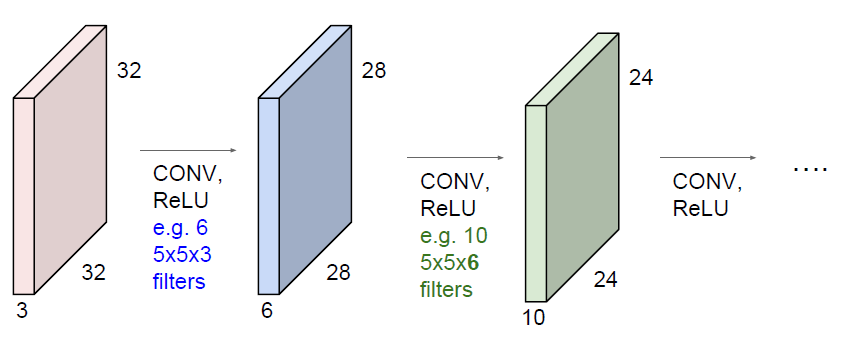 32
32
3
CONV,
ReLU
e.g. 6
5x5x3
filters
28
28
6
CONV,
ReLU
e.g. 10
5x5x6
filters
24
24
10
CONV,
ReLU
....